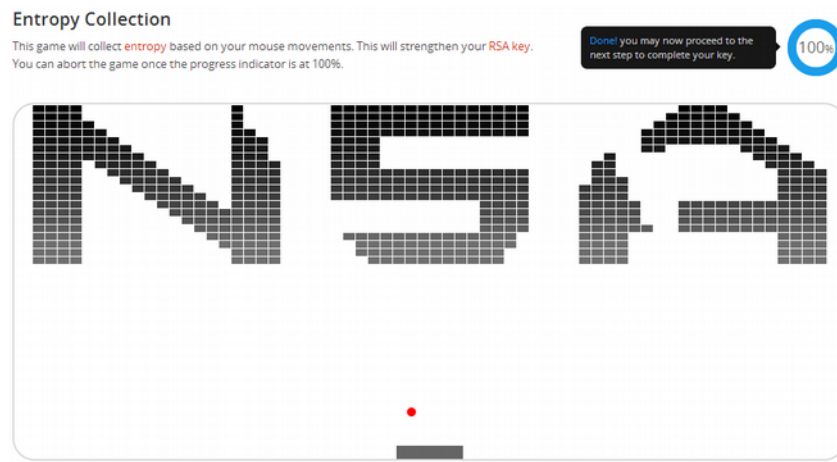 Entropy Collection
This game will collect entropy based on your mouse movements. This will strengthen your RSA key.
You can abort the game once the progress indicator is at 100%.
Done! you may now proceed to the
next step to complete your key.
100%
NSA